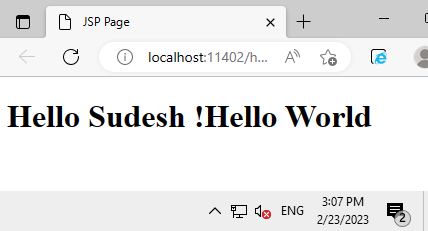 JSP Page
localhost:11402/h...
Hello Sudesh !Hello World
ENG
3:07 PM
2/23/2023
2